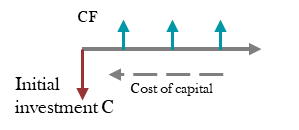 CF
Cost of capital
Initial
investment C